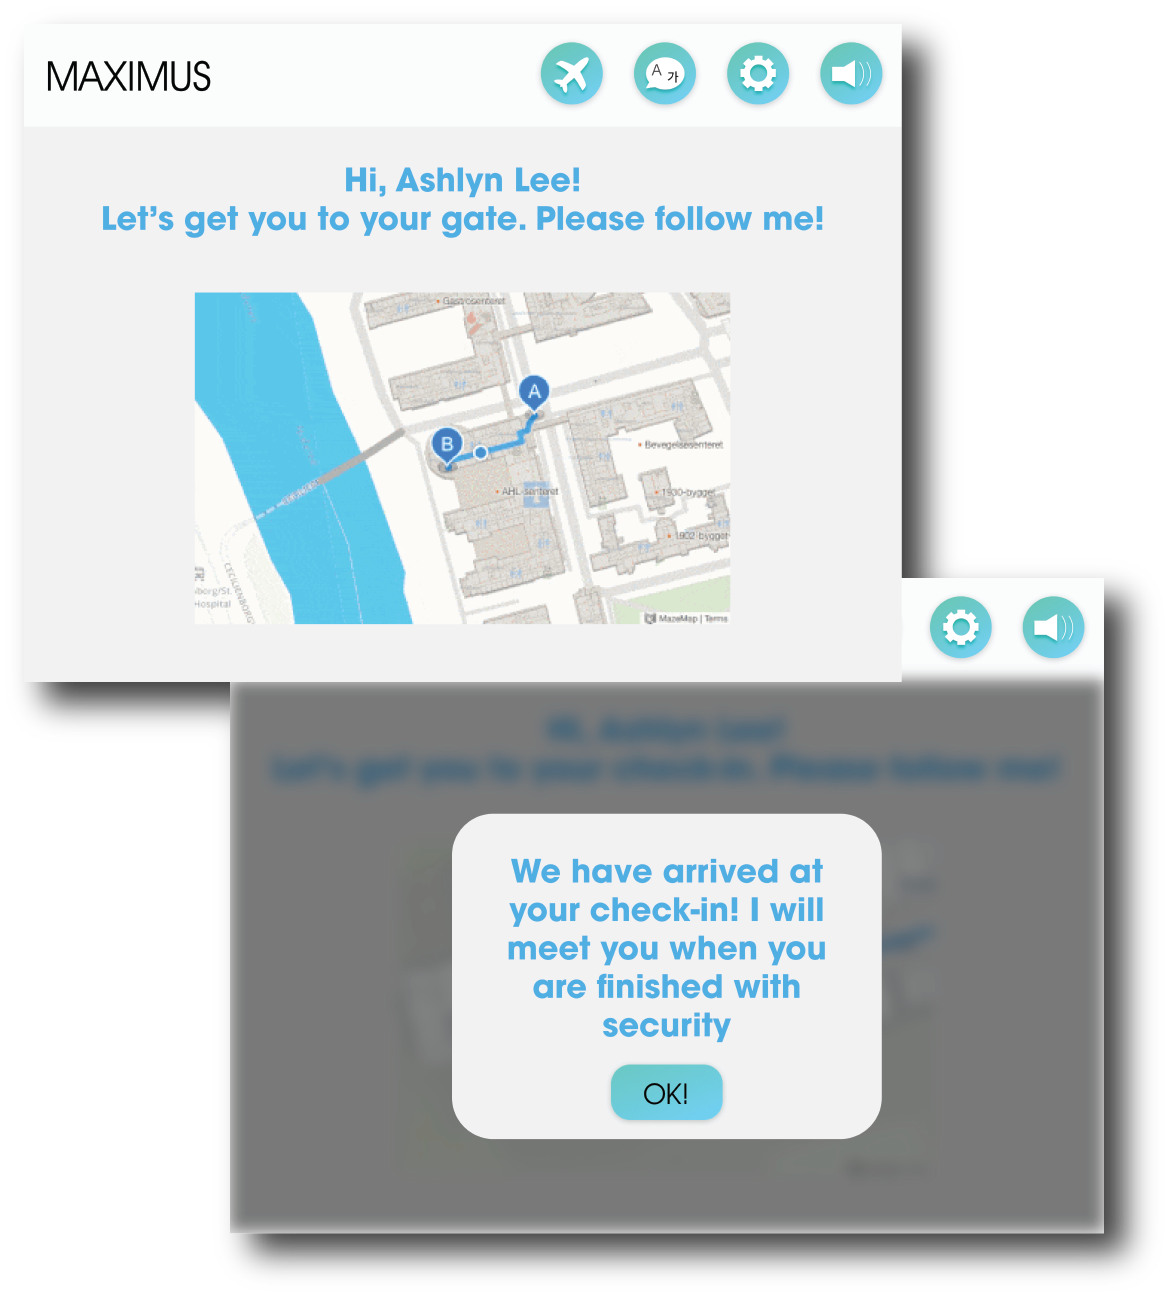 MAXIMUS
A 가
Hi, Ashlyn Lee!
Let's get you to your gate. Please follow me!
Gastrosenteret
A
B
Bevegelsesenteret
AHL-senteret
1930-bygget
1902-bygget
borg/St.
Hospital
CECILIENBORG
MazeMap | Terms
Hi, Ashlyn Lee!
Let's get you to your check-in. Please follow me!
We have arrived at
your check-in! I will
meet you when you
are finished with
security
OK!